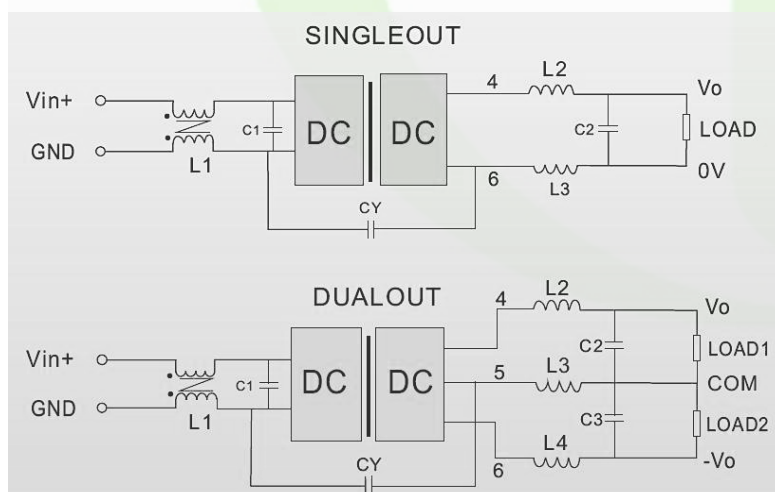 SINGLEOUT
Vin+
GND
L1
C1
DC
DC
CY
4
6
L2
L3
C2
Vo
LOAD
0V
DUALOUT
Vin+
GND
L1
C1
DC
DC
CY
4
5
6
L2
L3
L4
C2
C3
Vo
LOAD1
COM
LOAD2
-Vo